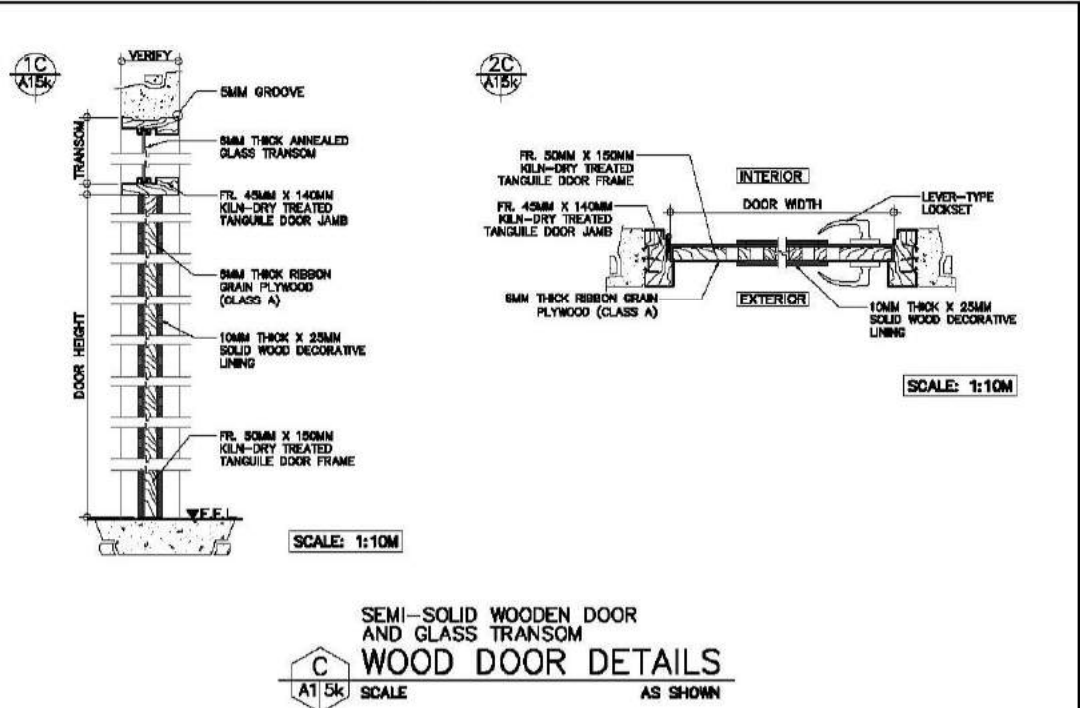 1C
A15k
VERIFY
5MM GROOVE
TRANSOM
6MM THICK ANNEALED
GLASS TRANSOM
FR. 45MM X 140MM
KILN-DRY TREATED
TANGUILE DOOR JAMB
6MM THICK RIBBON
GRAIN PLYWOOD
(CLASS A)
10MM THICK X 25MM
SOLID WOOD DECORATIVE
LINING
DOOR HEIGHT
FR. 50MM X 150MM
KILN-DRY TREATED
TANGUILE DOOR FRAME
F.F.L
SCALE: 1:10M
2C
A15k
FR. 50MM X 150MM
KILN-DRY TREATED
TANGUILE DOOR FRAME
INTERIOR
DOOR WIDTH
LEVER-TYPE
LOCKSET
FR. 45MM X 140MM
KILN-DRY TREATED
TANGUILE DOOR JAMB
6MM THICK RIBBON GRAIN
PLYWOOD (CLASS A)
EXTERIOR
10MM THICK X 25MM
SOLID WOOD DECORATIVE
LINING
SCALE: 1:10M
SEMI-SOLID WOODEN DOOR
AND GLASS TRANSOM
C
WOOD DOOR DETAILS
A1 5k
SCALE AS SHOWN